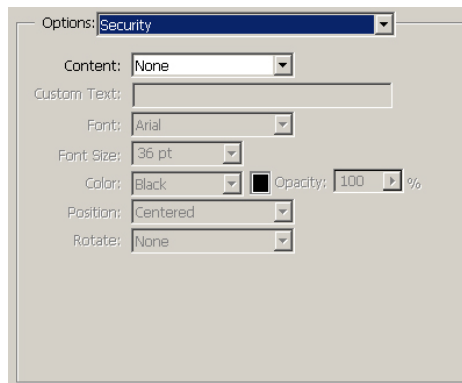 Options: Security
Content: None
Custom Text:
Font: Arial
Font Size: 36 pt
Color: Black Opacity: 100 %
Position: Centered
Rotate: None